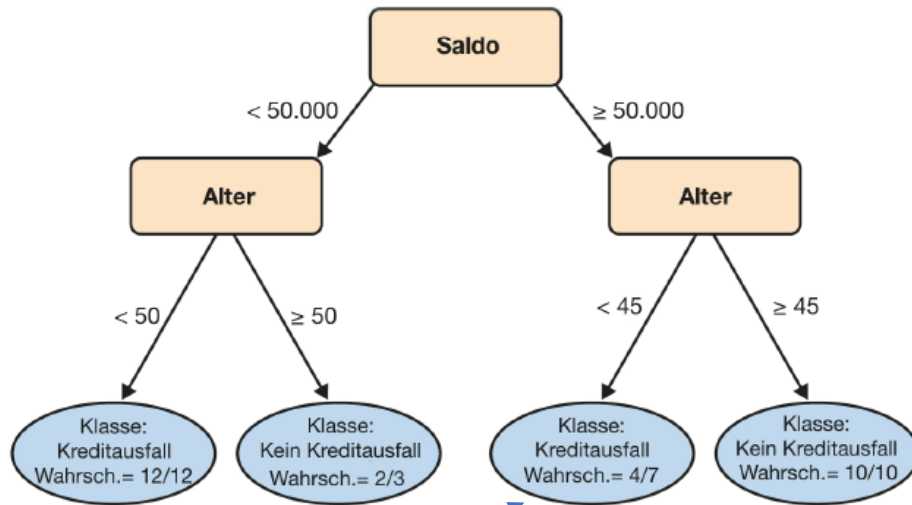 Saldo
< 50.000
≥ 50.000
Alter
Alter
< 50
≥ 50
< 45
≥ 45
Klasse:
Kreditausfall
Wahrsch.= 12/12
Klasse:
Kein Kreditausfall
Wahrsch.= 2/3
Klasse:
Kreditausfall
Wahrsch.= 4/7
Klasse:
Kein Kreditausfall
Wahrsch.= 10/10